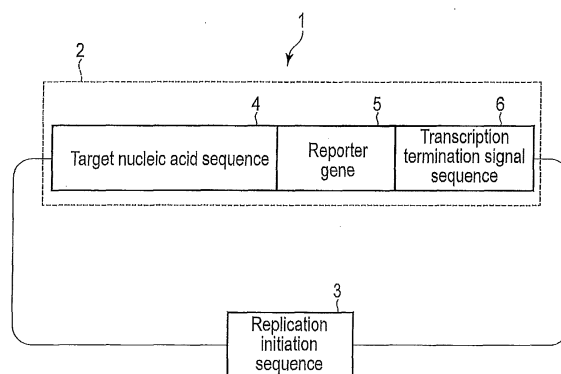 1
2
4
5
6
Target nucleic acid sequence
Reporter
gene
Transcription
termination signal
sequence
3
Replication
initiation
sequence